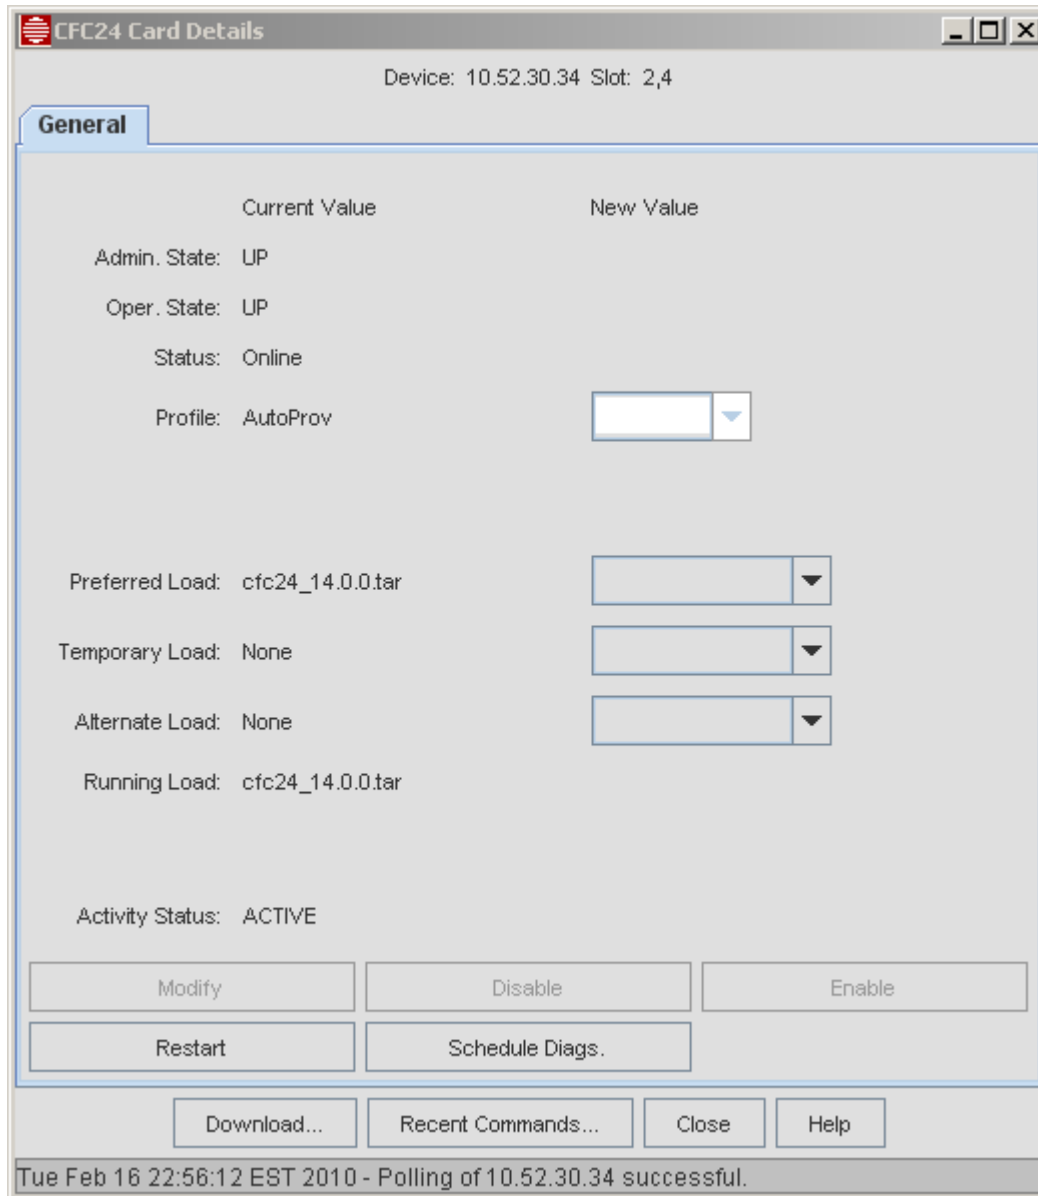 CFC24 Card Details
Device: 10.52.30.34 Slot: 2,4
General
Current Value New Value
Admin. State: UP
Oper. State: UP
Status: Online
Profile: AutoProv
Preferred Load: cfc24_14.0.0.tar
Temporary Load: None
Alternate Load: None
Running Load: cfc24_14.0.0.tar
Activity Status: ACTIVE
Modify Disable Enable
Restart Schedule Diags.
Download... Recent Commands... Close Help
Tue Feb 16 22:56:12 EST 2010 - Polling of 10.52.30.34 successful.